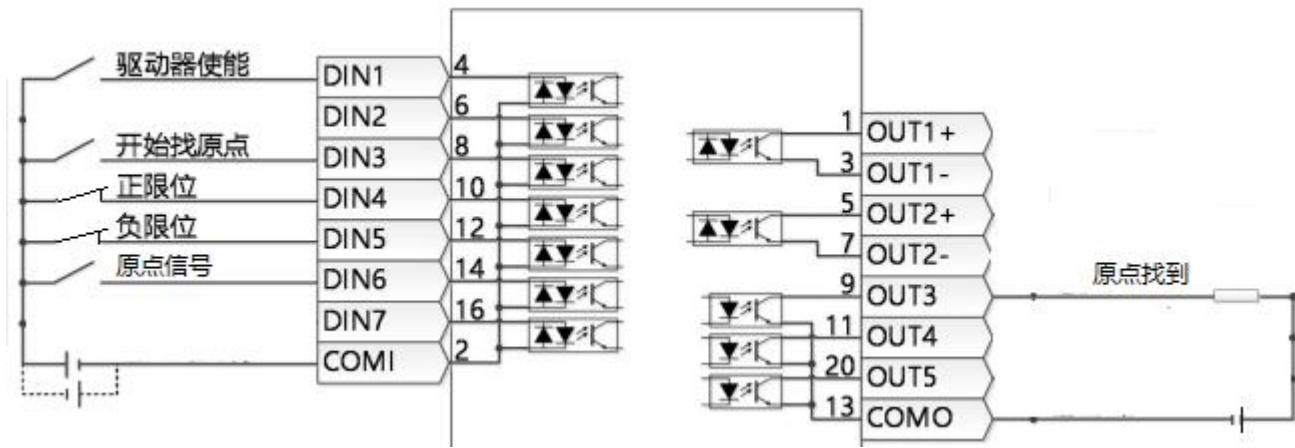 驱动器使能
DIN1
4
DIN2
6
开始找原点
DIN3
8
正限位
DIN4
10
负限位
DIN5
12
原点信号
DIN6
14
DIN7
16
COMI
2
1
OUT1+
3
OUT1-
5
OUT2+
7
OUT2-
9
OUT3
原点找到
11
OUT4
20
OUT5
13
COMO